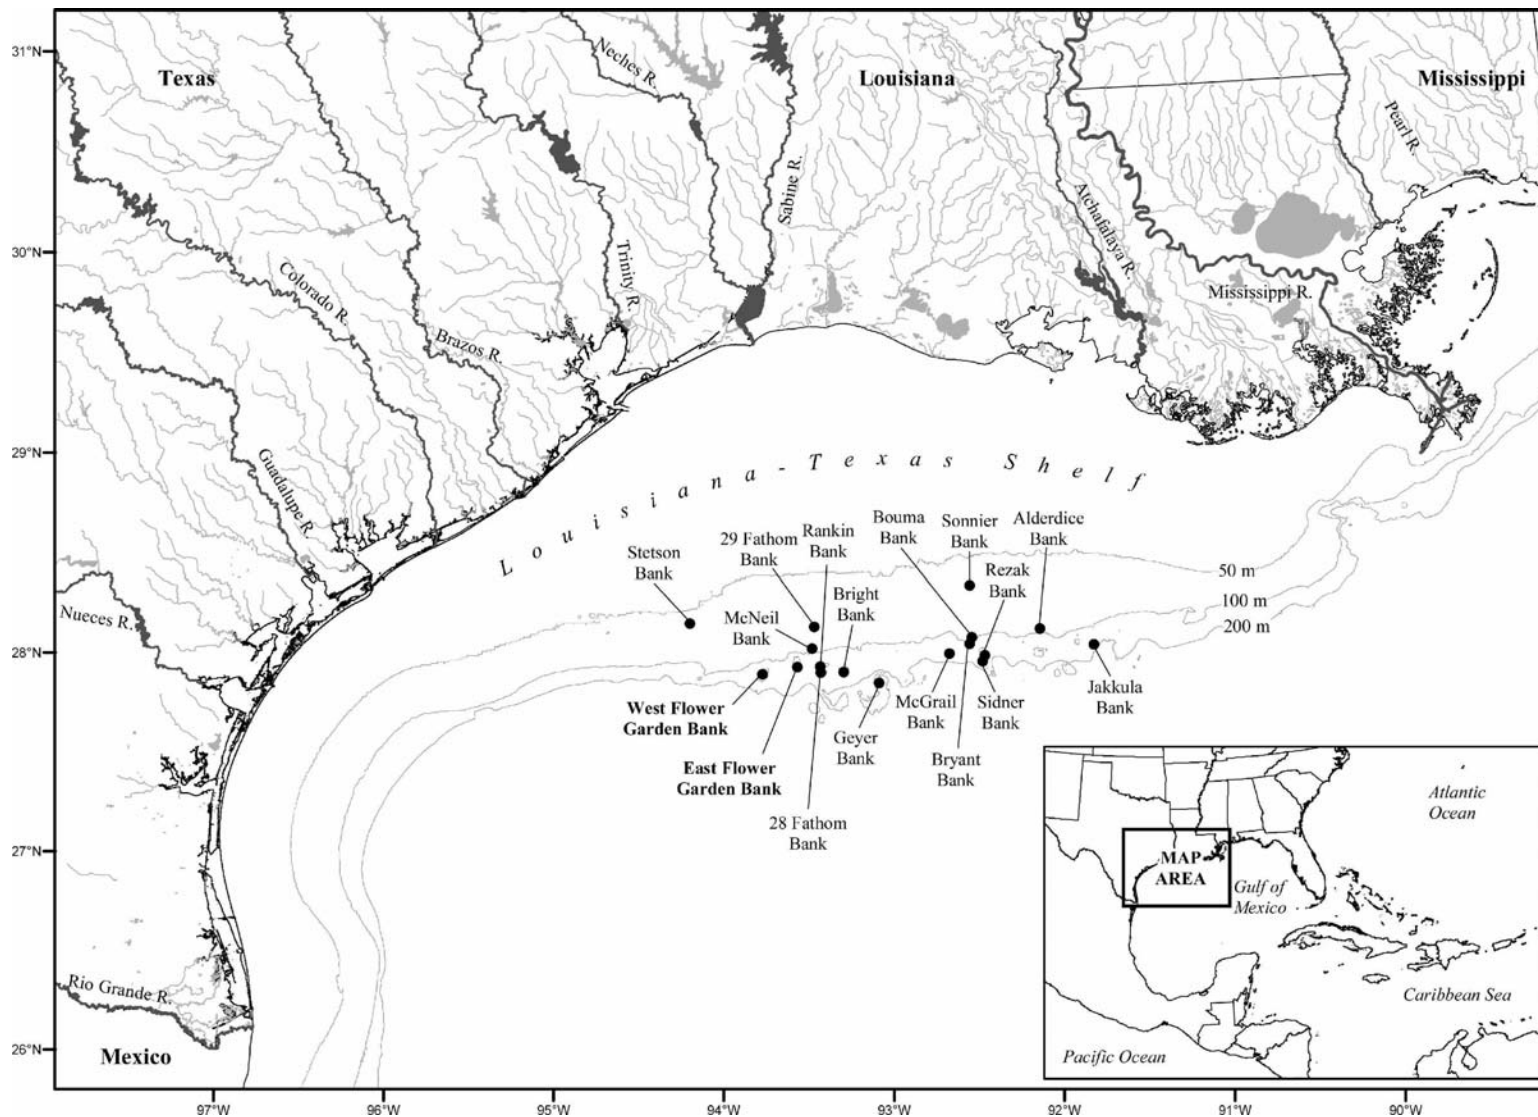 31°N
30°N
29°N
28°N
27°N
26°N
Texas
Louisiana
Mississippi
Neches R.
Sabine R.
Trinity R.
Colorado R.
Brazos R.
Guadalupe R.
Nueces R.
Rio Grande R.
Mexico
Atchafalaya R.
Mississippi R.
Pearl R.
Louisiana-Texas Shelf
Stetson
Bank
29 Fathom
Bank
Rankin
Bank
McNeil
Bank
Bright
Bank
Bouma
Bank
Sonnier
Bank
Rezak
Bank
Alderdice
Bank
50 m
100 m
200 m
West Flower
Garden Bank
East Flower
Garden Bank
28 Fathom
Bank
Geyer
Bank
McGrail
Bank
Bryant
Bank
Sidner
Bank
Jakkula
Bank
MAP
AREA
Atlantic
Ocean
Gulf of
Mexico
Caribbean Sea
Pacific Ocean
97°W
96°W
95°W
94°W
93°W
92°W
91°W
90°W